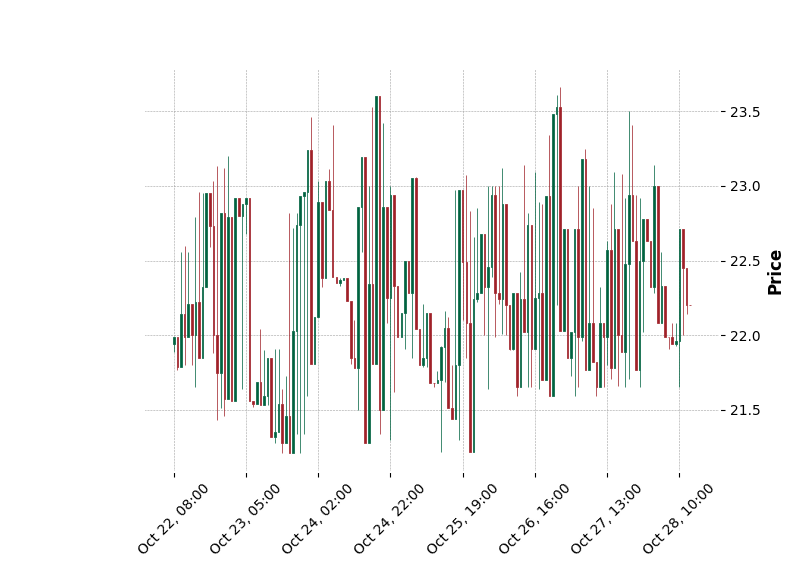 23.5
23.0
22.5
22.0
21.5
Price
Oct 22, 08:00
Oct 23, 05:00
Oct 24, 02:00
Oct 24, 22:00
Oct 25, 19:00
Oct 26, 16:00
Oct 27, 13:00
Oct 28, 10:00